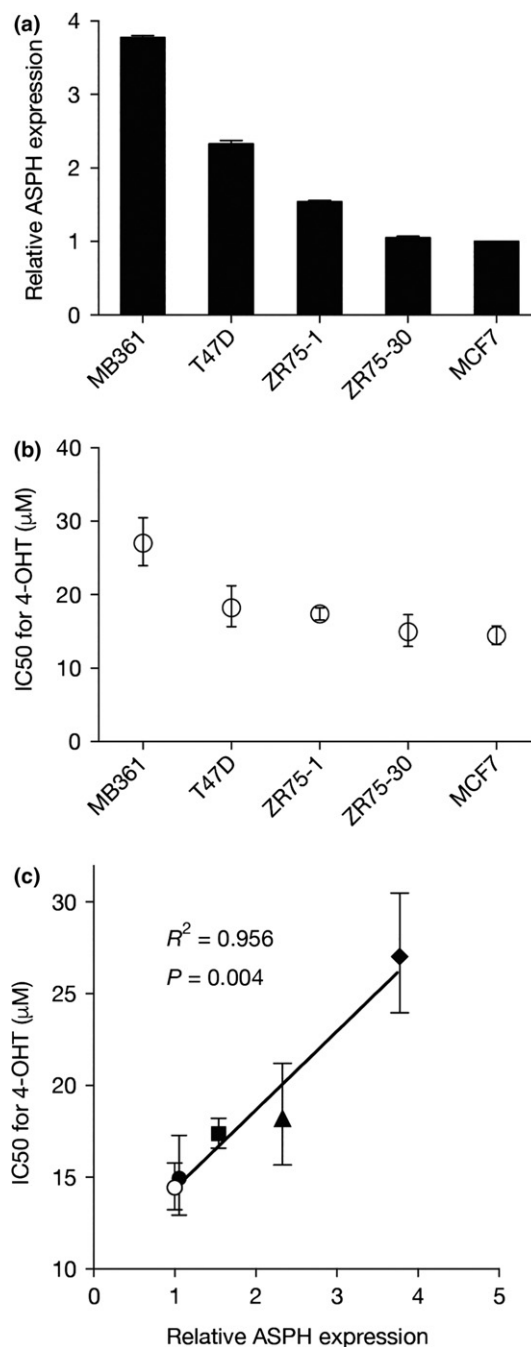 (a)
Relative ASPH expression
4
3
2
1
0
MB361
T47D
ZR75-1
ZR75-30
MCF7
(b)
IC50 for 4-OHT (µM)
40
30
20
10
0
MB361
T47D
ZR75-1
ZR75-30
MCF7
(c)
IC50 for 4-OHT (µM)
30
25
20
15
10
R² = 0.956
P = 0.004
0 1 2 3 4 5
Relative ASPH expression